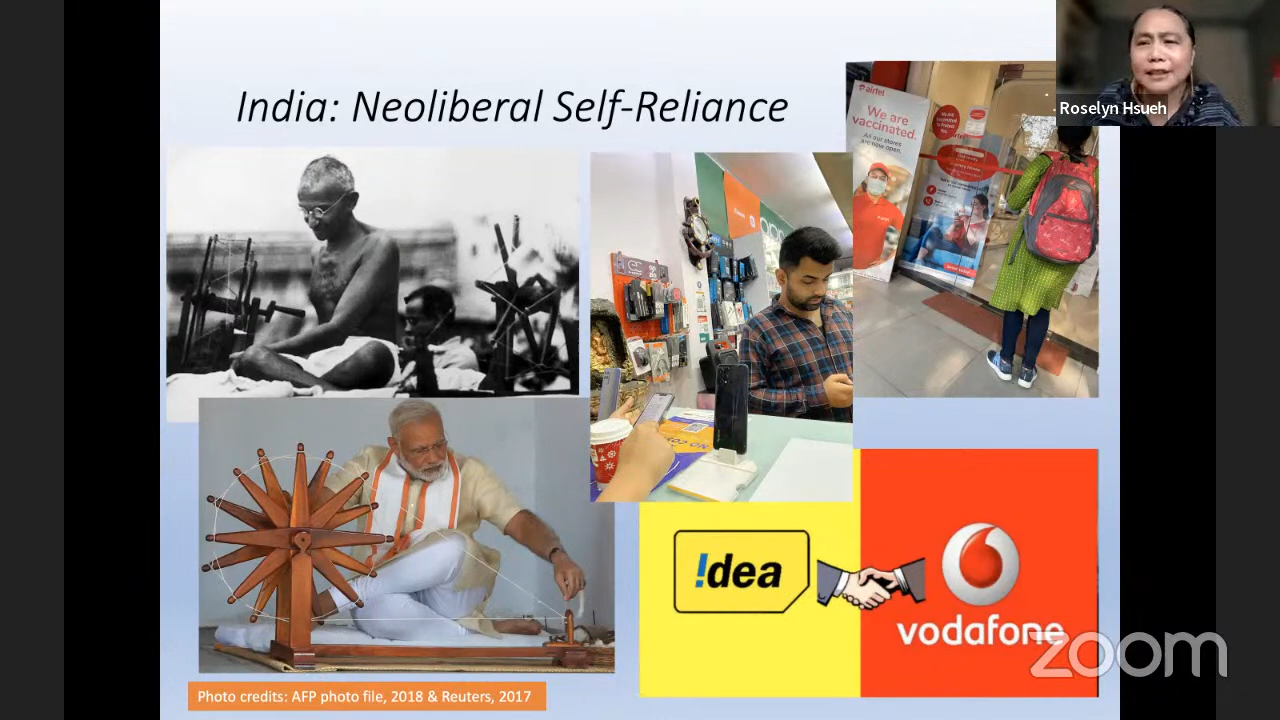 India: Neoliberal Self-Reliance
Roselyn Hsueh
airtel
We are
vaccinated.
All our stores
are now open.
!dea
vodafone
zoom
Photo credits: AFP photo file, 2018 & Reuters, 2017